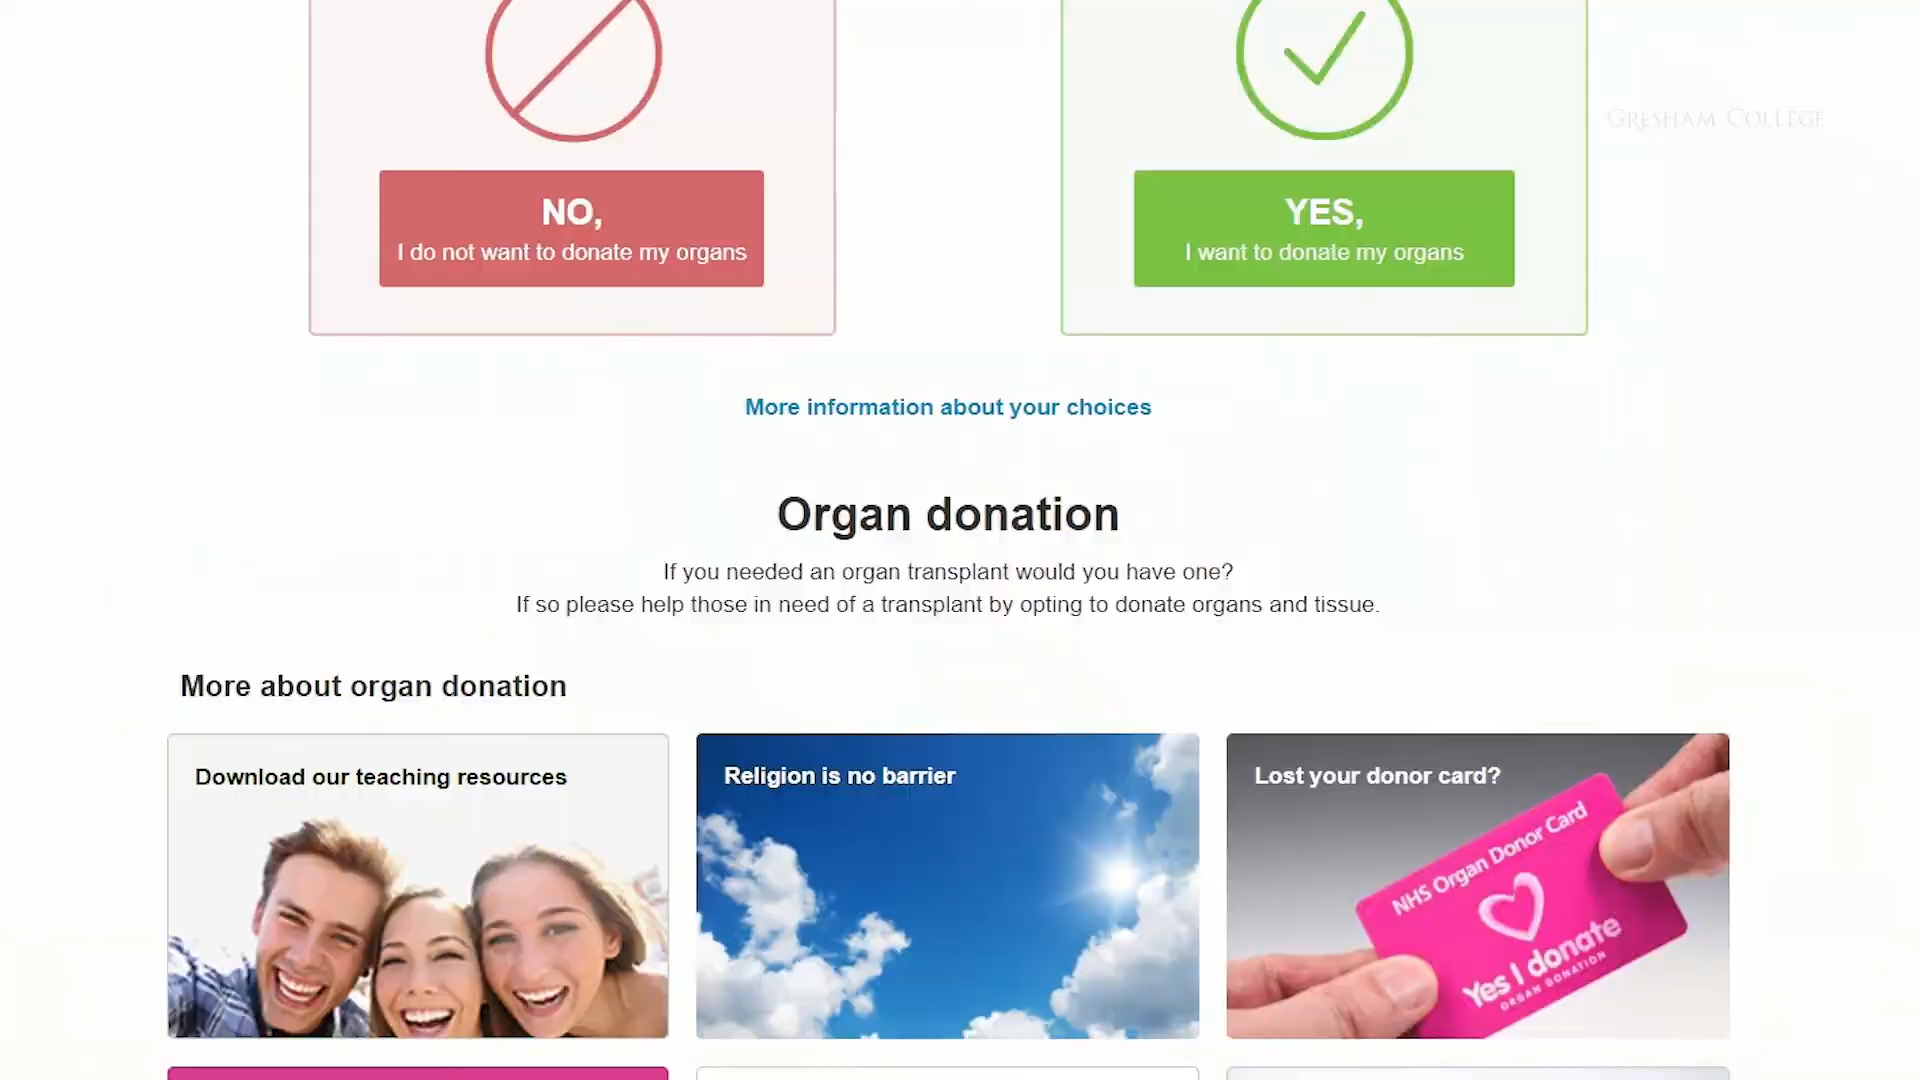 GRESHAM COLLEGE
NO,
I do not want to donate my organs
YES,
I want to donate my organs
More information about your choices
Organ donation
If you needed an organ transplant would you have one?
If so please help those in need of a transplant by opting to donate organs and tissue.
More about organ donation
Download our teaching resources
Religion is no barrier
Lost your donor card?
NHS Organ Donor Card
Yes I donate
ORGAN DONATION